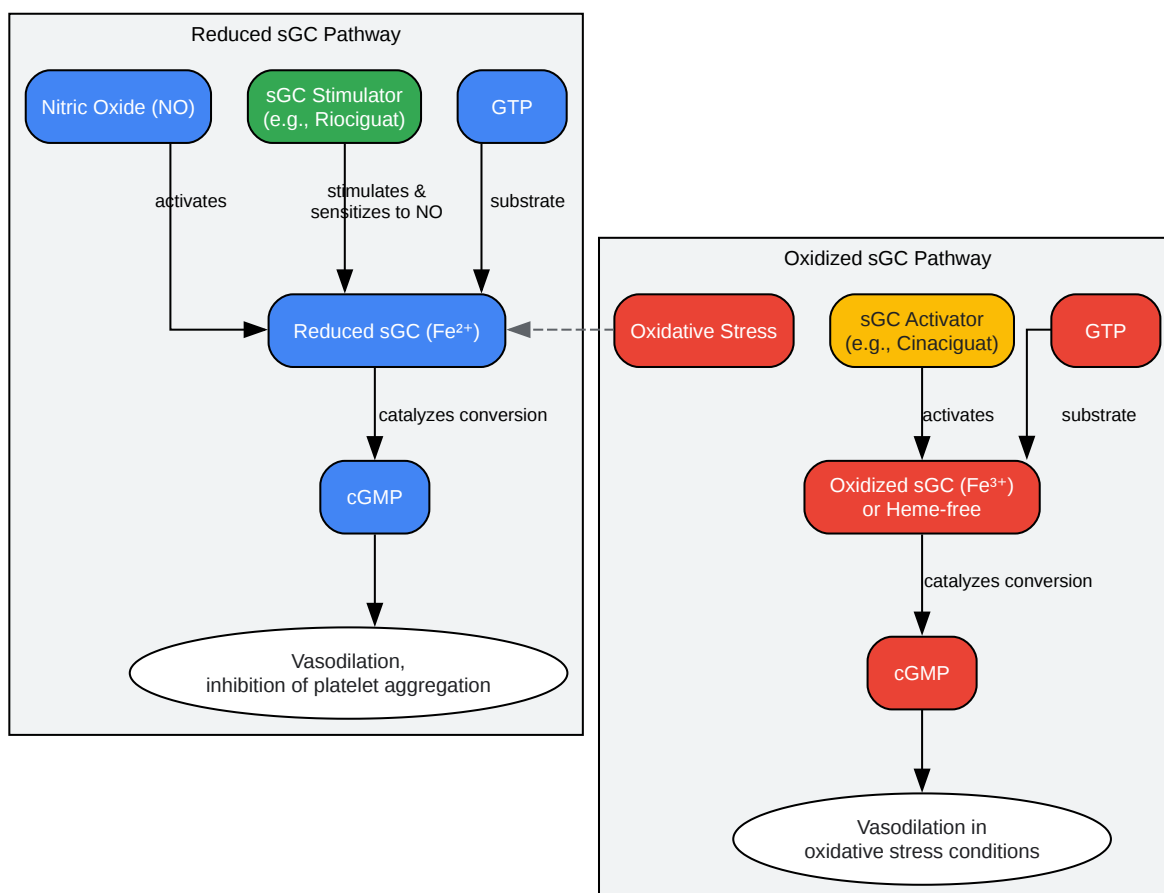 Reduced sGC Pathway
Nitric Oxide (NO)
sGC Stimulator
(e.g., Riociguat)
GTP
activates
stimulates &
sensitizes to NO
substrate
Reduced sGC (Fe²⁺)
catalyzes conversion
cGMP
Vasodilation,
inhibition of platelet aggregation
Oxidized sGC Pathway
Oxidative Stress
sGC Activator
(e.g., Cinaciguat)
GTP
activates
substrate
Oxidized sGC (Fe³⁺)
or Heme-free
catalyzes conversion
cGMP
Vasodilation in
oxidative stress conditions